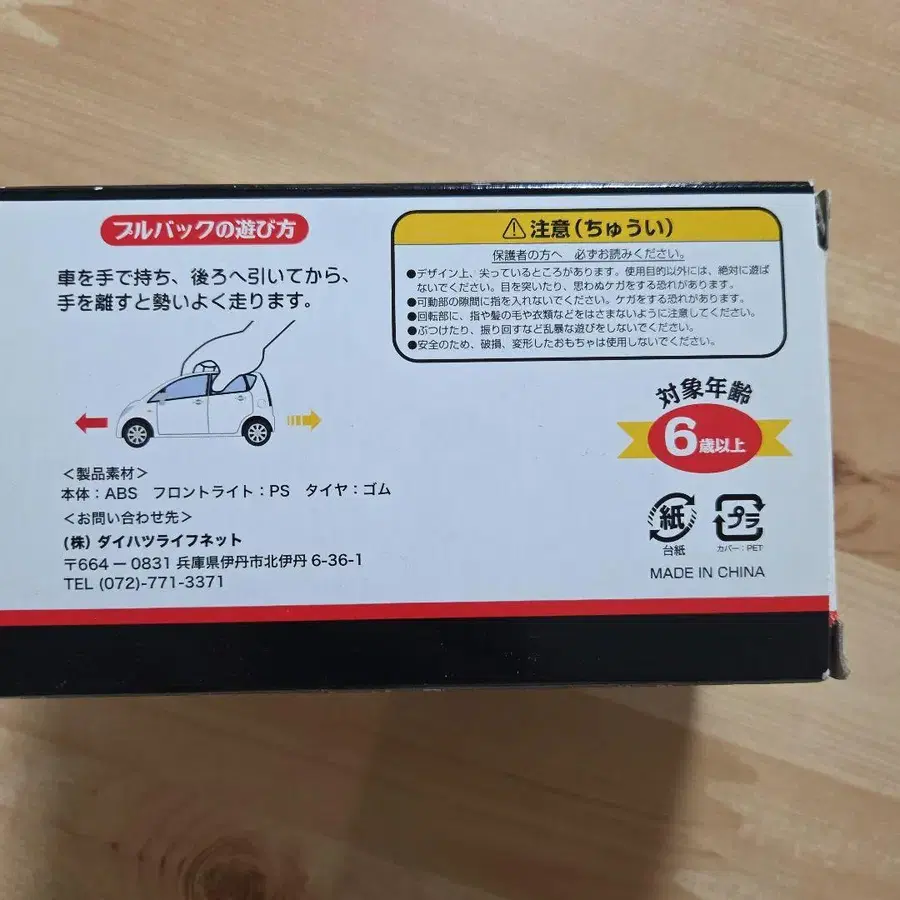 プルバックの遊び方
車を手で持ち、後ろへ引いてから、
手を離すと勢いよく走ります。
<製品素材>
本体:ABS フロントライト:PS タイヤ:ゴム
<お問い合わせ先>
(株)ダイハツライフネット
〒664-0831 兵庫県伊丹市北伊丹 6-36-1
TEL (072)-771-3371
注意(ちゅうい)
保護者の方へ 必ずお読みください。
●デザイン上、尖っているところがあります。使用目的以外には、絶対に遊ば
ないでください。目を突いたり、思わぬケガをする恐れがあります。
●可動部の隙間に指を入れないでください。ケガをする恐れがあります。
●回転部に、指や髪の毛や衣類などをはさまないように注意してください。
●ぶつけたり、振り回すなど乱暴な遊びをしないでください。
●安全のため、破損、変形したおもちゃは使用しないでください。
対象年齢
6歳以上
紙
台紙
プラ
カバー:PET
MADE IN CHINA